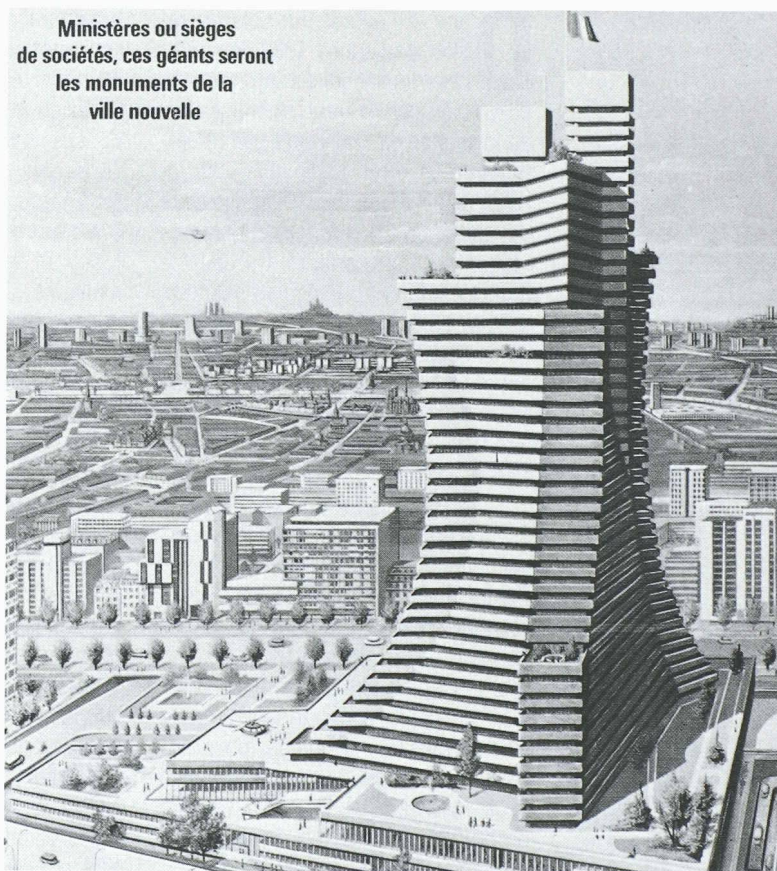 Ministères ou sièges
de sociétés, ces géants seront
les monuments de la
ville nouvelle